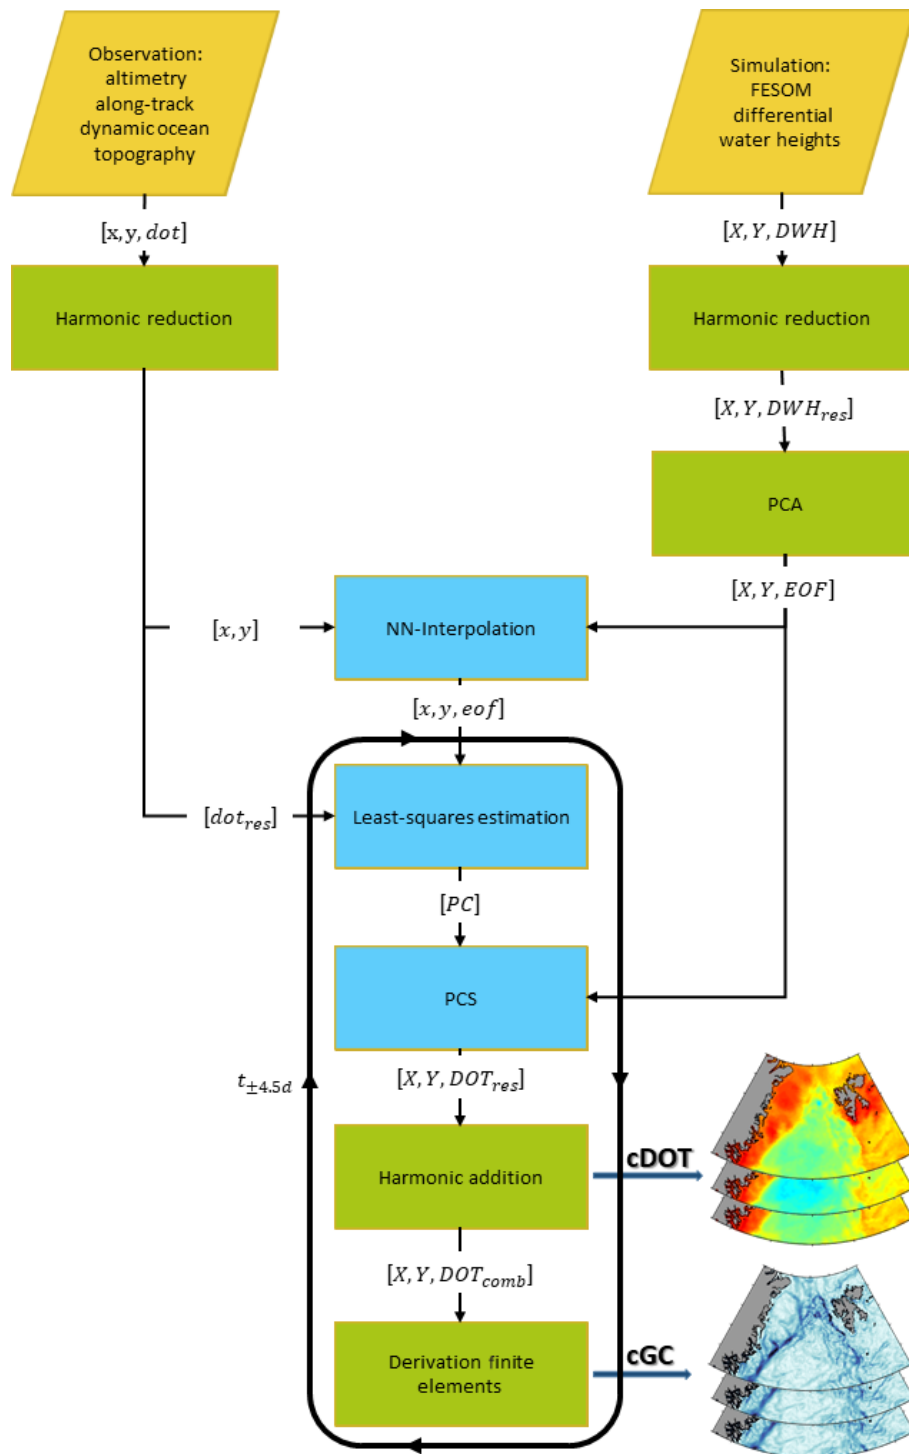 Observation:
altimetry
along-track
dynamic ocean
topography
Simulation:
FESOM
differential
water heights
[x,y,dot]
[X,Y,DWH]
Harmonic reduction
Harmonic reduction
[X,Y,DWH_res]
PCA
[X,Y,EOF]
[x,y]
NN-Interpolation
[x,y,eof]
[dot_res]
Least-squares estimation
[PC]
PCS
t_±4.5d
[X,Y,DOT_res]
Harmonic addition
cDOT
[X,Y,DOT_comb]
Derivation finite
elements
cGC